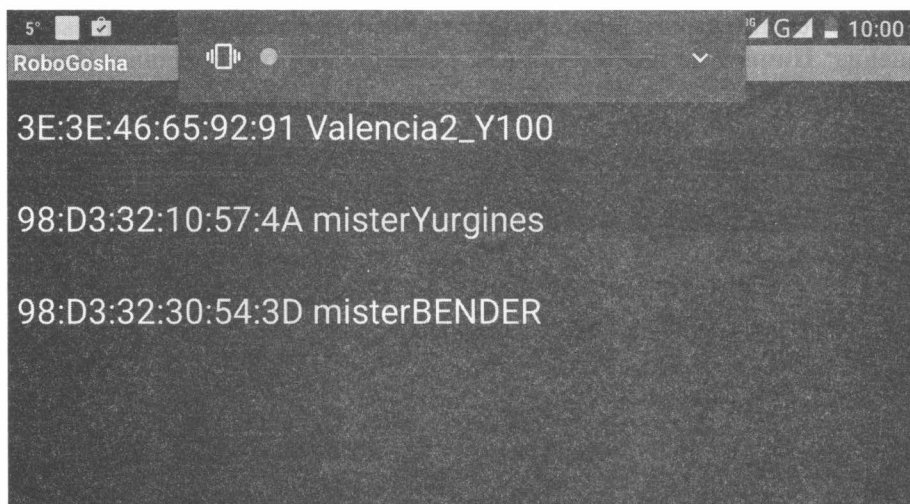 5° 3G G 10:00
RoboGosha
3E:3E:46:65:92:91 Valencia2_Y100
98:D3:32:10:57:4A misterYurgines
98:D3:32:30:54:3D misterBENDER